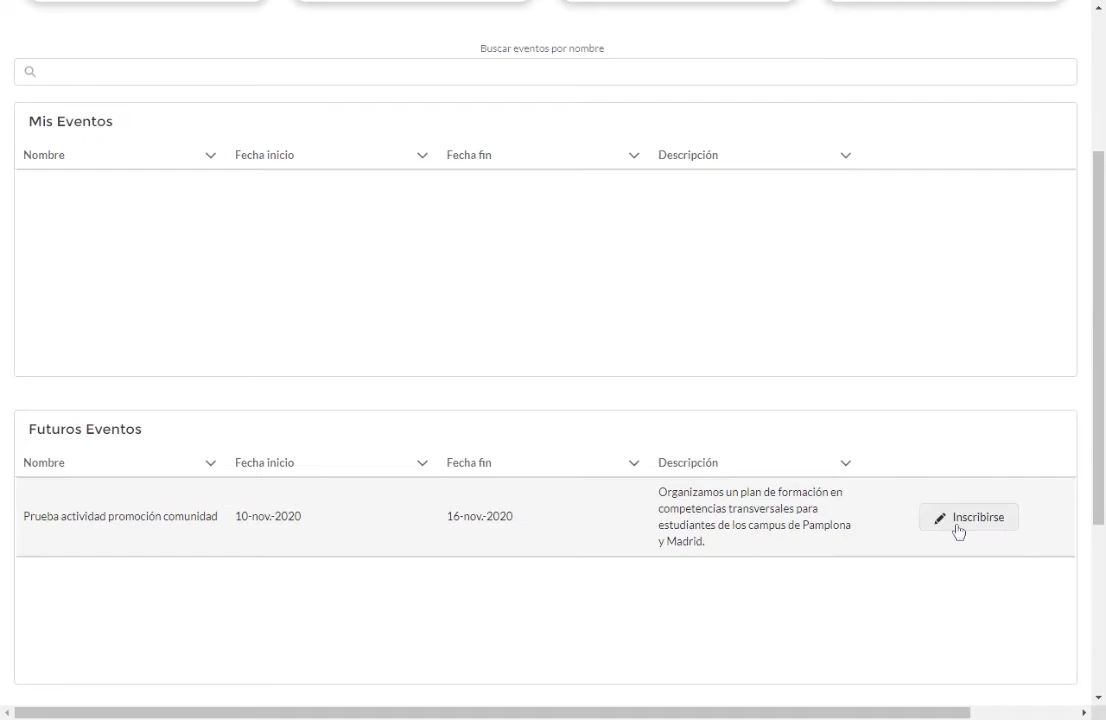 Buscar eventos por nombre
Mis Eventos
Nombre Fecha inicio Fecha fin Descripción
Futuros Eventos
Nombre Fecha inicio Fecha fin Descripción
Prueba actividad promoción comunidad 10-nov.-2020 16-nov.-2020
Organizamos un plan de formación en
competencias transversales para
estudiantes de los campus de Pamplona
y Madrid.
Inscribirse